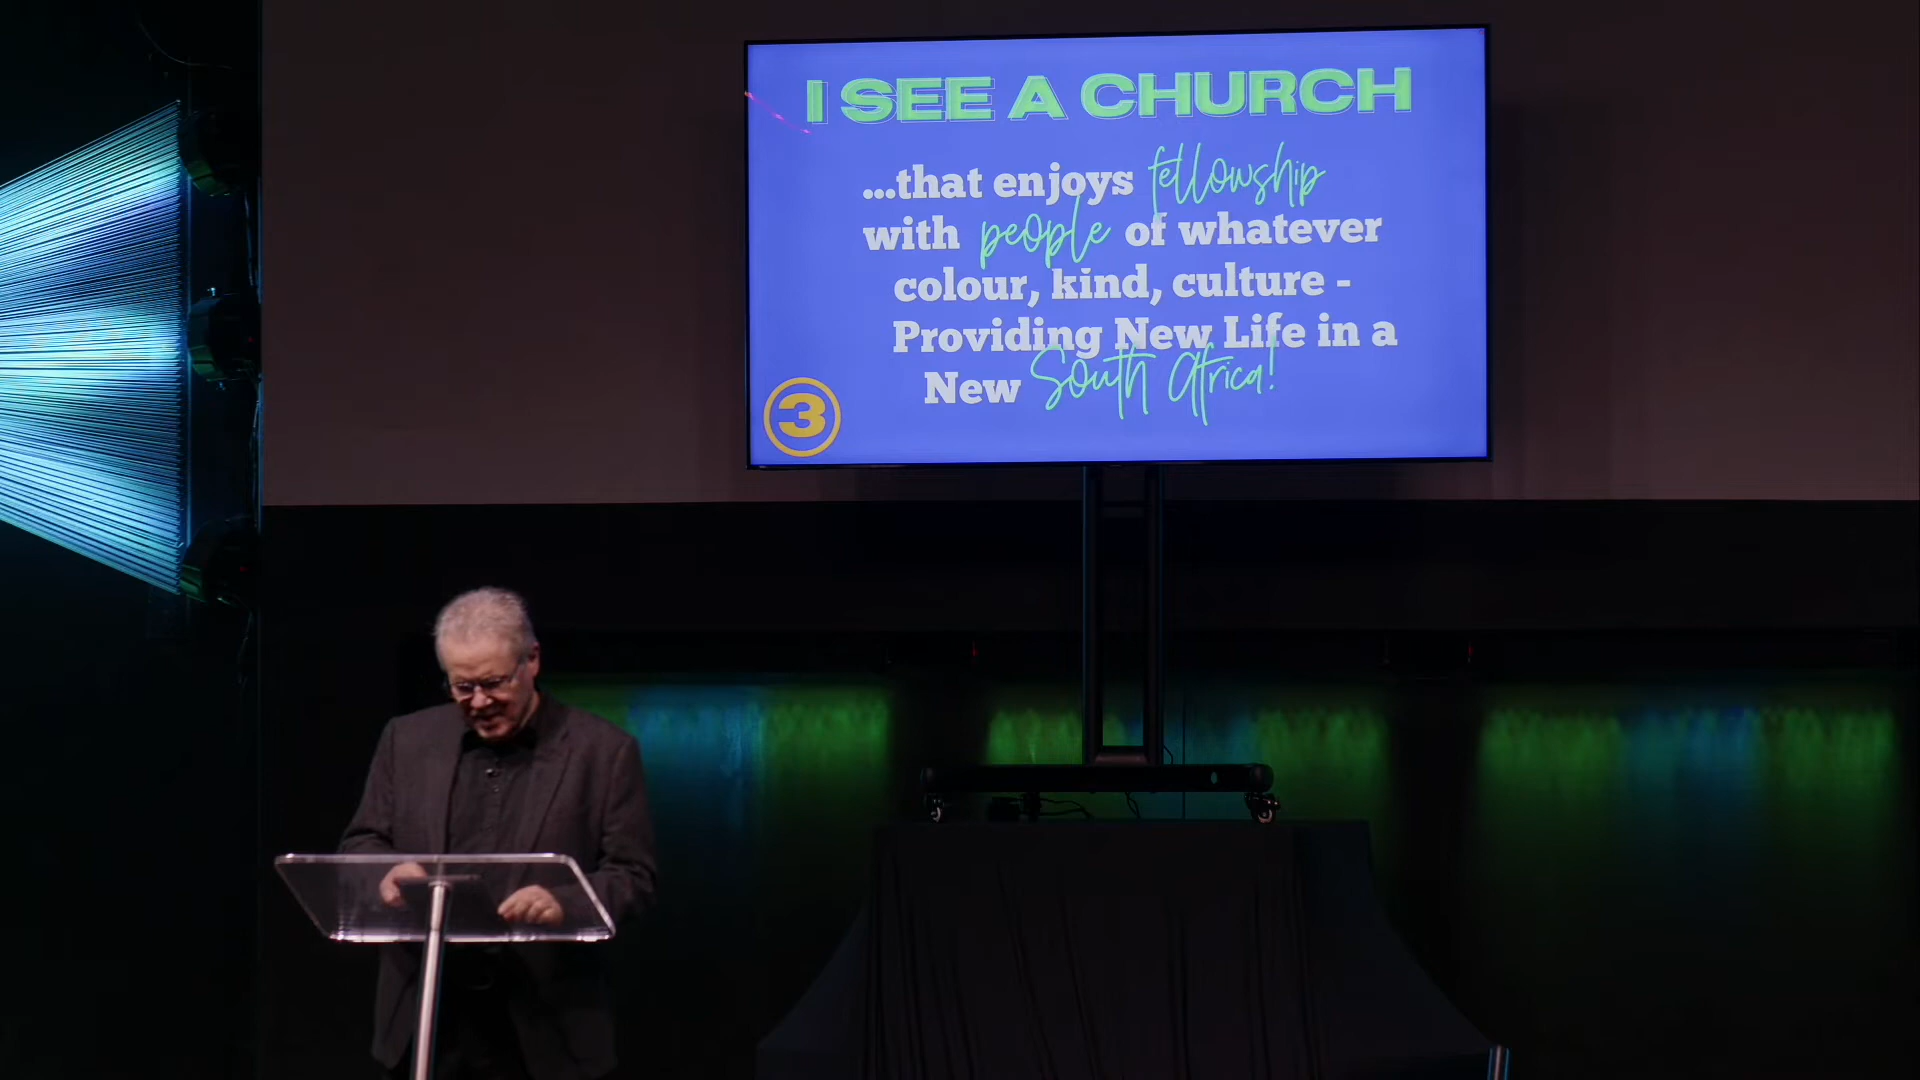 I SEE A CHURCH
...that enjoys fellowship
with people of whatever
colour, kind, culture -
Providing New Life in a
New South Africa!
3